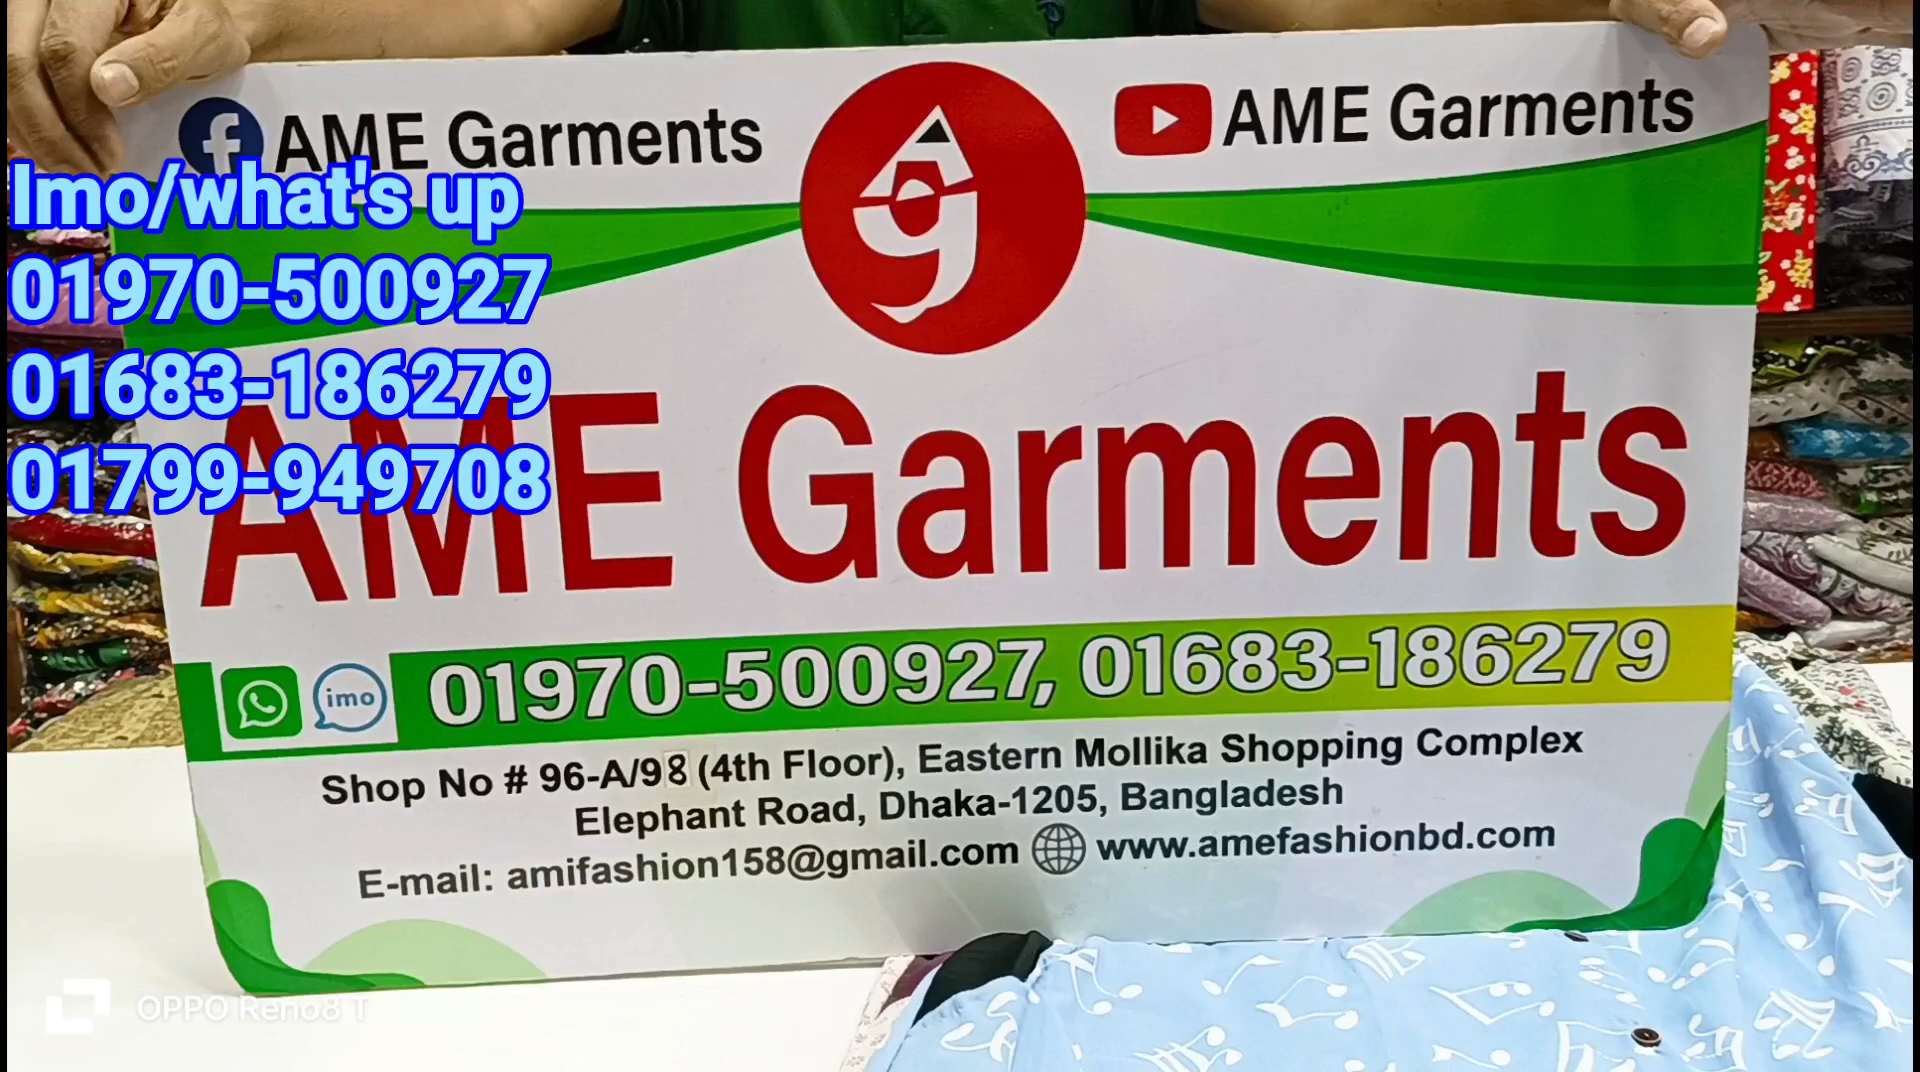 AME Garments
AME Garments
Imo/what's up
01970-500927
01683-186279
01799-949708
AME Garments
imo
01970-500927, 01683-186279
Shop No # 96-A/98 (4th Floor), Eastern Mollika Shopping Complex
Elephant Road, Dhaka-1205, Bangladesh
E-mail: amifashion158@gmail.com www.amefashionbd.com
OPPO Reno8 T